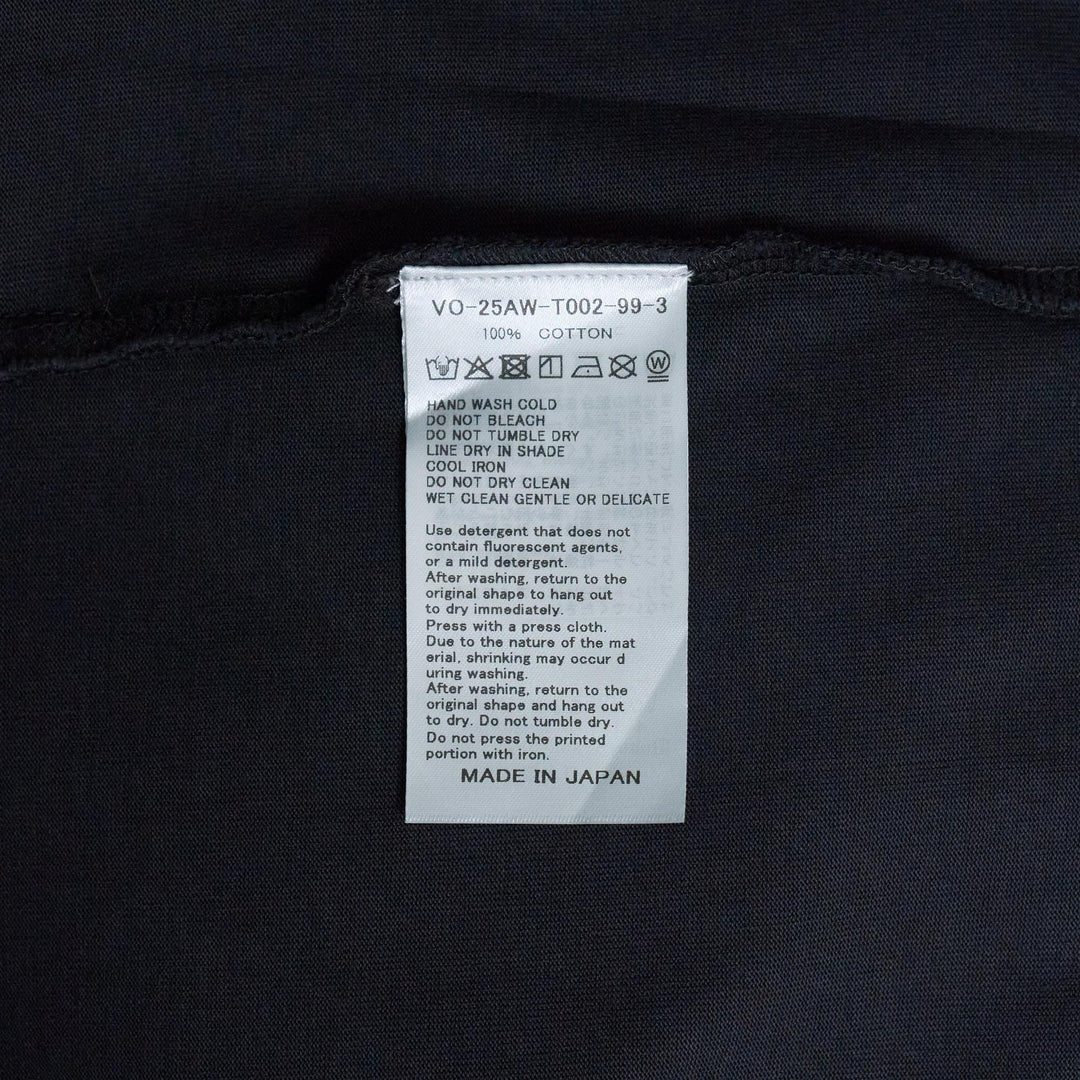 VO-25AW-T002-99-3
100% COTTON
W
HAND WASH COLD
DO NOT BLEACH
DO NOT TUMBLE DRY
LINE DRY IN SHADE
COOL IRON
DO NOT DRY CLEAN
WET CLEAN GENTLE OR DELICATE
Use detergent that does not
contain fluorescent agents,
or a mild detergent.
After washing, return to the
original shape to hang out
to dry immediately.
Press with a press cloth.
Due to the nature of the mat
erial, shrinking may occur d
uring washing.
After washing, return to the
original shape and hang out
to dry. Do not tumble dry.
Do not press the printed
portion with iron.
MADE IN JAPAN